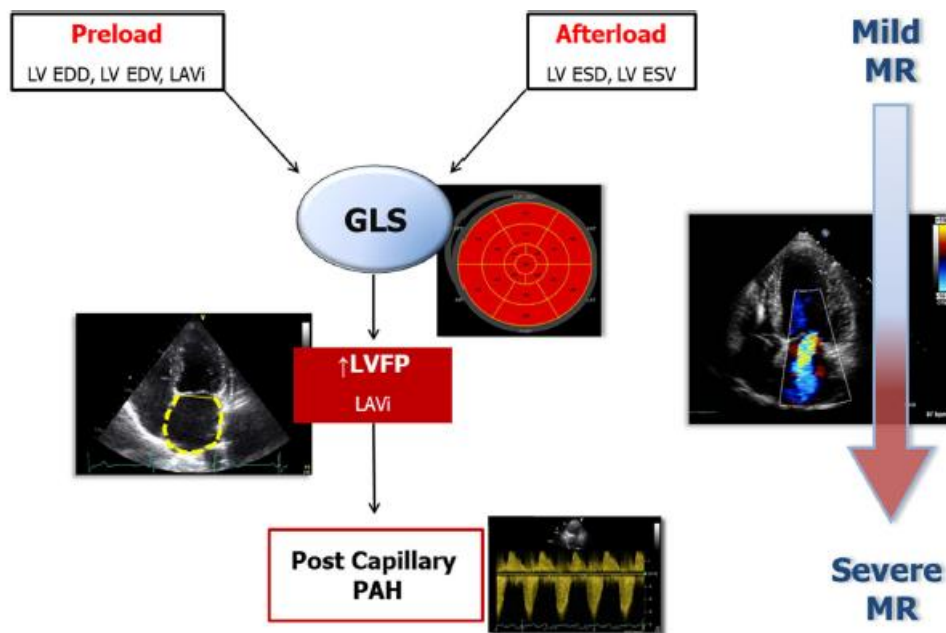 Preload
LV EDD, LV EDV, LAVi
Afterload
LV ESD, LV ESV
Mild
MR
GLS
↑LVFP
LAVi
Post Capillary
PAH
Severe
MR